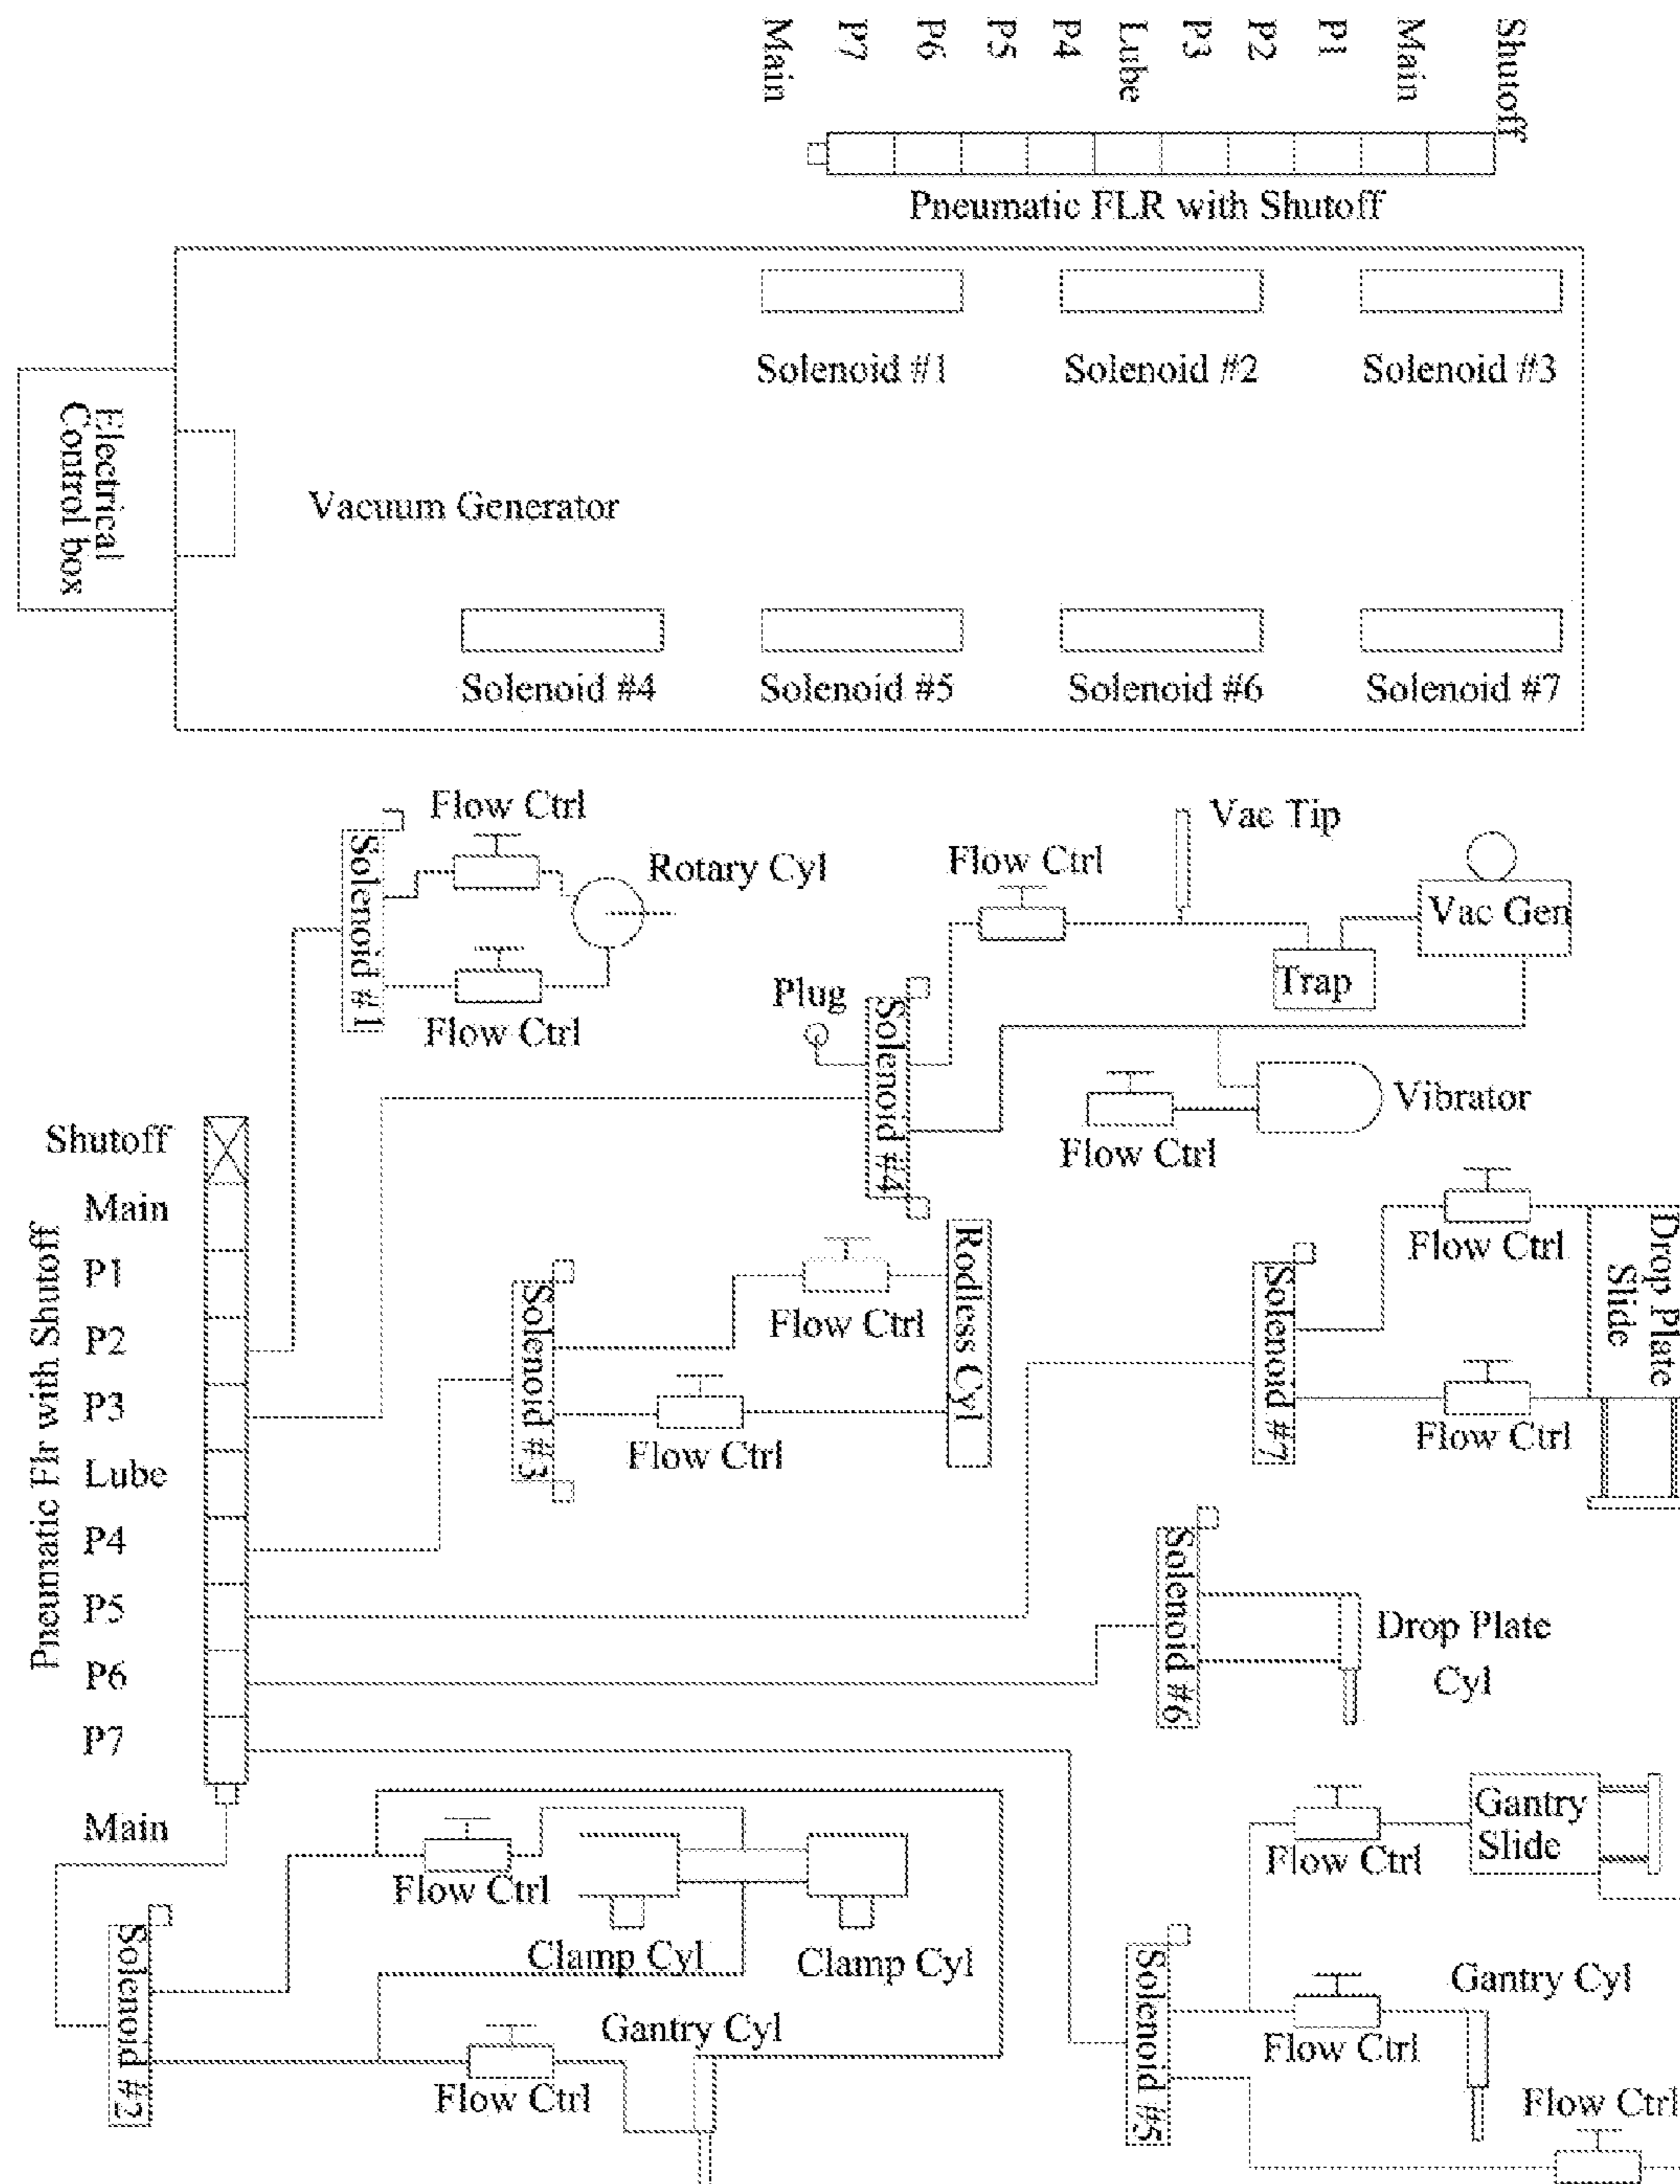 Main
P7
P6
P5
P4
Lube
P3
P2
P1
Main
Shutoff
Pneumatic FLR with Shutoff
Solenoid #1
Solenoid #2
Solenoid #3
Electrical
Control box
Vacuum Generator
Solenoid #4
Solenoid #5
Solenoid #6
Solenoid #7
Flow Ctrl
Solenoid #1
Rotary Cyl
Flow Ctrl
Vac Tip
Flow Ctrl
Vac Gen
Trap
Plug
Solenoid #4
Vibrator
Flow Ctrl
Pneumatic Flr with Shutoff
Shutoff
Main
P1
P2
P3
Lube
P4
P5
P6
P7
Main
Solenoid #3
Flow Ctrl
Rodless Cyl
Flow Ctrl
Solenoid #7
Flow Ctrl
Drop Plate
Slide
Flow Ctrl
Solenoid #6
Drop Plate
Cyl
Flow Ctrl
Clamp Cyl
Clamp Cyl
Solenoid #2
Gantry Cyl
Flow Ctrl
Gantry
Slide
Flow Ctrl
Solenoid #5
Gantry Cyl
Flow Ctrl
Flow Ctrl